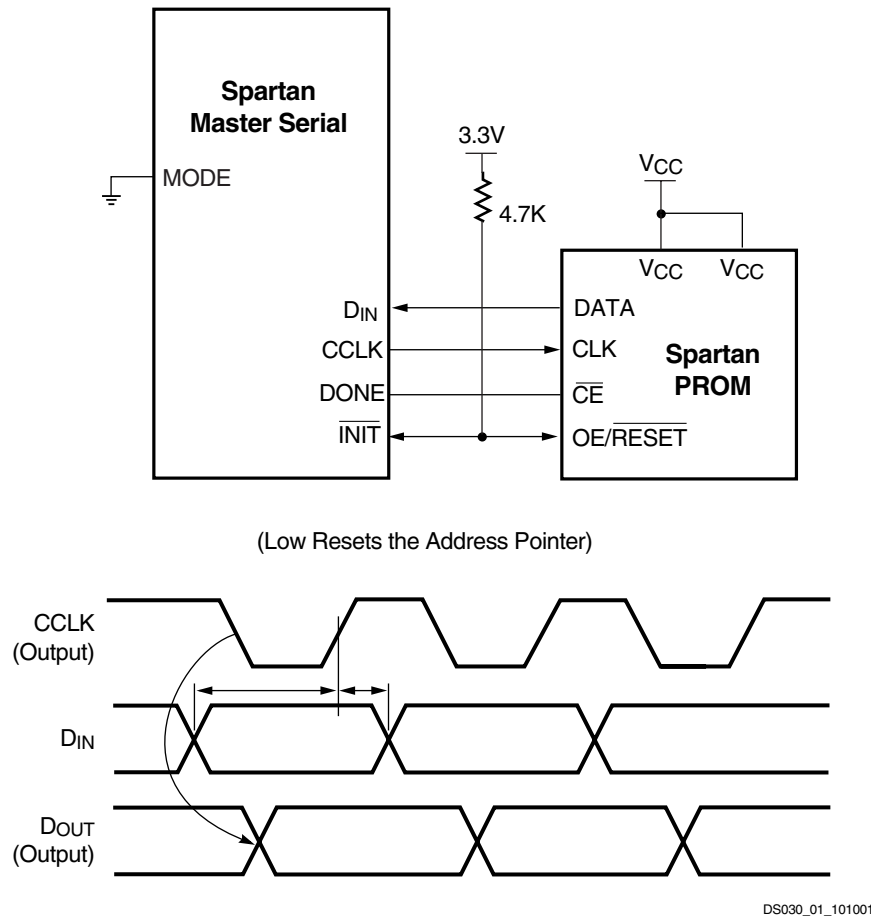 Spartan
Master Serial
MODE
3.3V
4.7K
VCC
VCC VCC
DIN
CCLK
DONE
INIT
DATA
CLK
CE
OE/RESET
Spartan
PROM
(Low Resets the Address Pointer)
CCLK
(Output)
DIN
DOUT
(Output)
DS030_01_101001